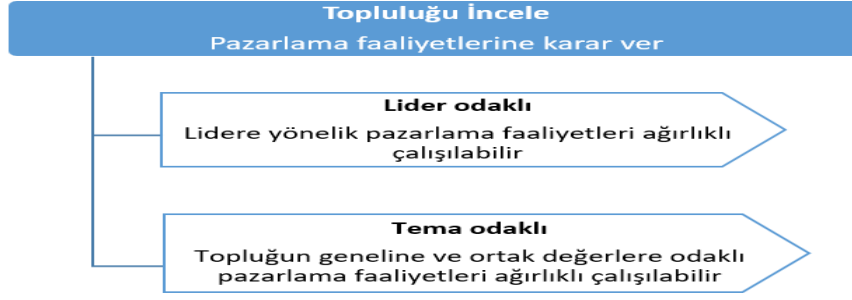 Topluluğu İncele
Pazarlama faaliyetlerine karar ver
Lider odaklı
Lidere yönelik pazarlama faaliyetleri ağırlıklı
çalışılabilir
Tema odaklı
Topluğun geneline ve ortak değerlere odaklı
pazarlama faaliyetleri ağırlıklı çalışılabilir